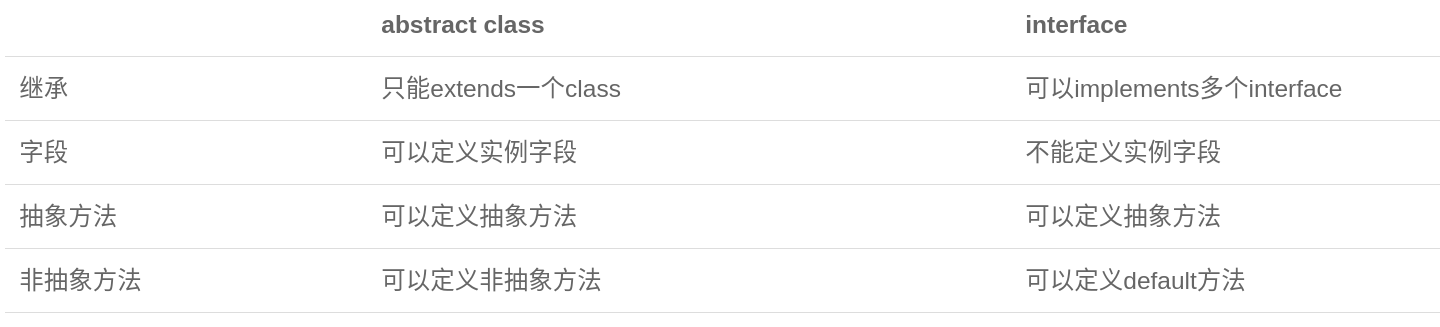 abstract class interface
继承 只能extends一个class 可以implements多个interface
字段 可以定义实例字段 不能定义实例字段
抽象方法 可以定义抽象方法 可以定义抽象方法
非抽象方法 可以定义非抽象方法 可以定义default方法